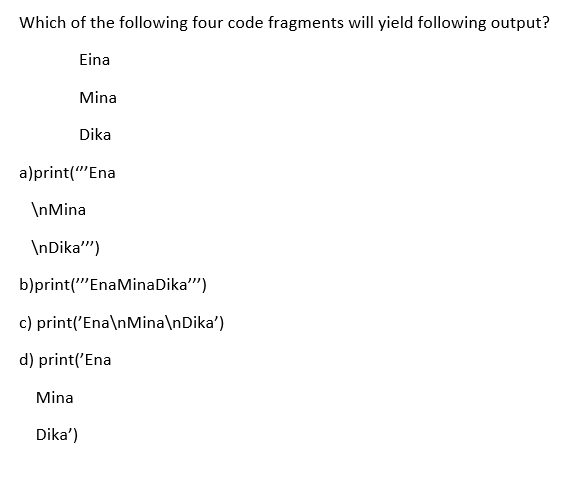 Which of the following four code fragments will yield following output?
Eina
Mina
Dika
a)print(‘’’Ena
\nMina
\nDika’’’)
b)print(’’’EnaMinaDika’’’)
c) print(’Ena\nMina\nDika’)
d) print(’Ena
Mina
Dika’)